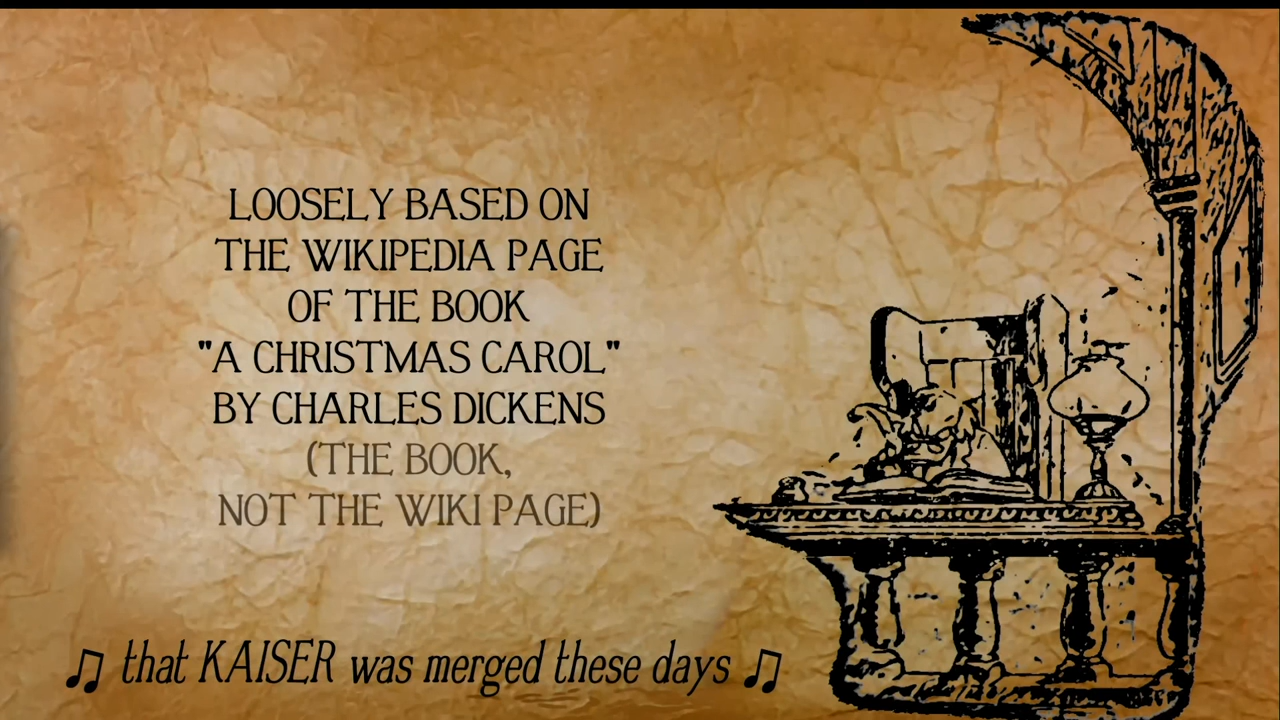 LOOSELY BASED ON
THE WIKIPEDIA PAGE
OF THE BOOK
"A CHRISTMAS CAROL"
BY CHARLES DICKENS
(THE BOOK,
NOT THE WIKI PAGE)
♫ that KAISER was merged these days ♫